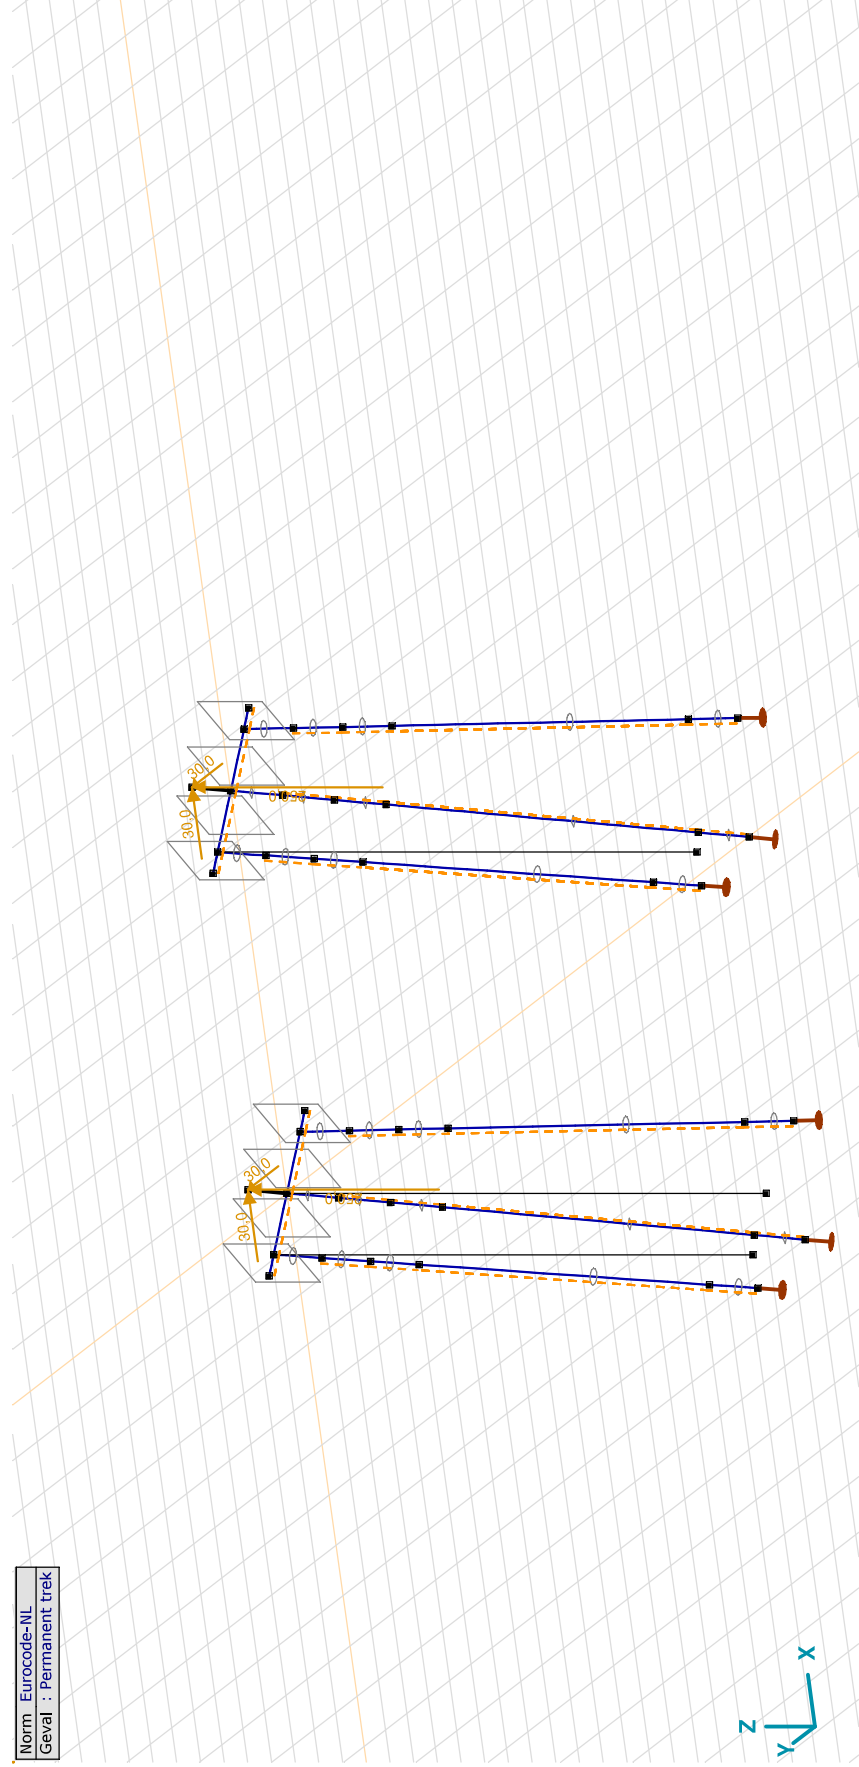 Norm Eurocode-NL
Geval : Permanent trek
30,0
30,0
30,0
30,0
X
Y
Z